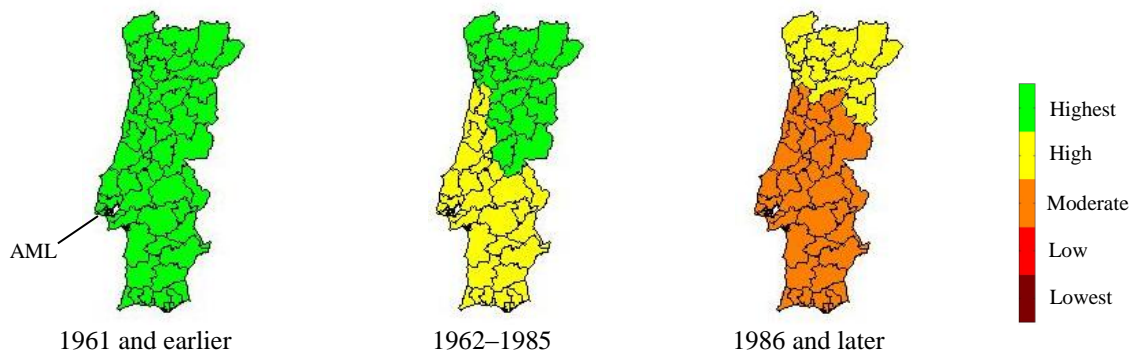 Highest
High
Moderate
AML
Low
Lowest
1961 and earlier
1962–1985
1986 and later